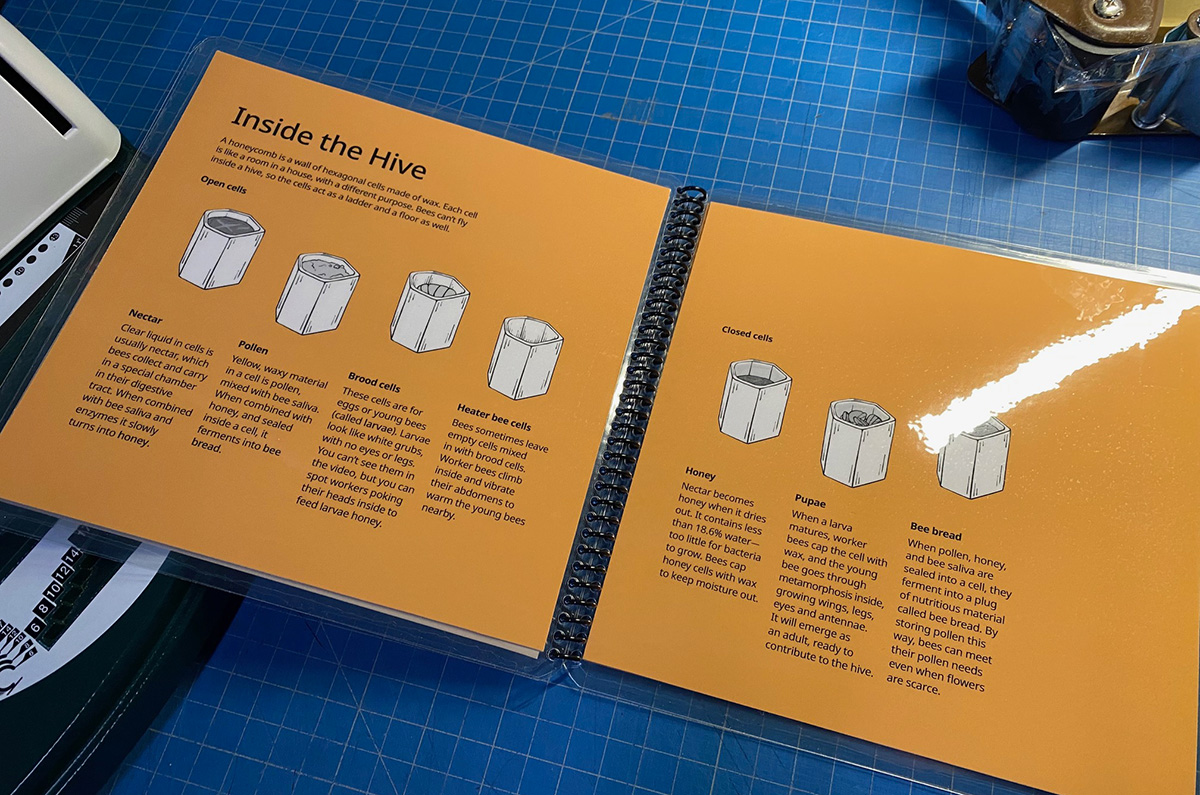 Inside the Hive
A honeycomb is a wall of hexagonal cells made of wax. Each cell
is like a room in a house, with a different purpose. Bees can't fly
inside a hive, so the cells act as a ladder and a floor as well.
Open cells
Nectar
Clear liquid in cells is
usually nectar, which
bees collect and carry
in a special chamber
in their digestive
tract. When combined
with bee saliva and
enzymes it slowly
turns into honey.
Pollen
Yellow, waxy material
in a cell is pollen,
mixed with bee saliva.
When combined with
honey, and sealed
inside a cell, it
ferments into bee
bread.
Brood cells
These cells are for
eggs or young bees
(called larvae). Larvae
look like white grubs,
with no eyes or legs.
You can't see them in
the video, but you can
spot workers poking
their heads inside to
feed larvae honey.
Heater bee cells
Bees sometimes leave
empty cells mixed
in with brood cells.
Worker bees climb
inside and vibrate
their abdomens to
warm the young bees
nearby.
Closed cells
Honey
Nectar becomes
honey when it dries
out. It contains less
than 18.6% water—
too little for bacteria
to grow. Bees cap
honey cells with wax
to keep moisture out.
Pupae
When a larva
matures, worker
bees cap the cell with
wax, and the young
bee goes through
metamorphosis inside,
growing wings, legs,
eyes and antennae.
It will emerge as
an adult, ready to
contribute to the hive.
Bee bread
When pollen, honey,
and bee saliva are
sealed into a cell, they
ferment into a plug
of nutritious material
called bee bread. By
storing pollen this
way, bees can meet
their pollen needs
even when flowers
are scarce.
6 8 10 12 14